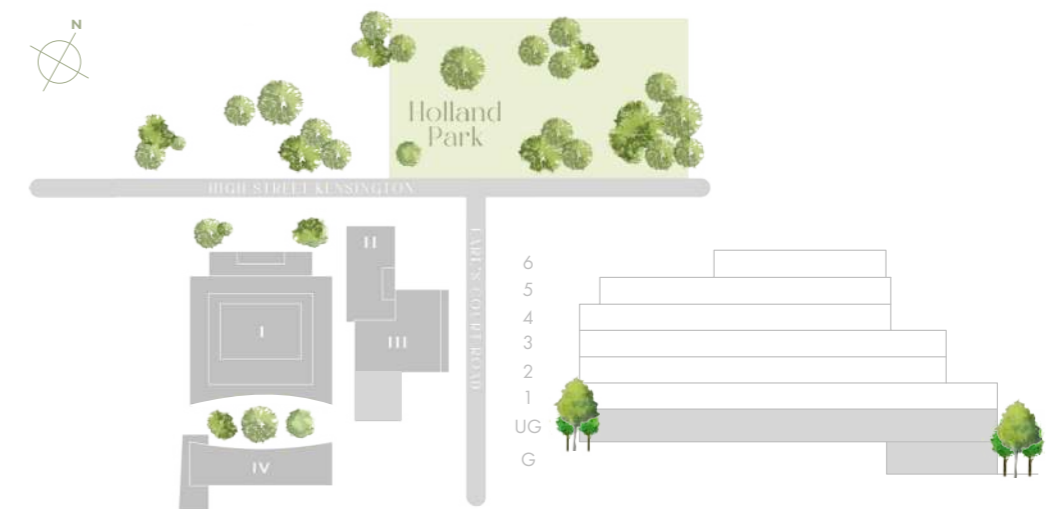 N
Holland
Park
HIGH STREET KENSINGTON
EARL'S COURT ROAD
II
I
III
IV
6
5
4
3
2
1
UG
G